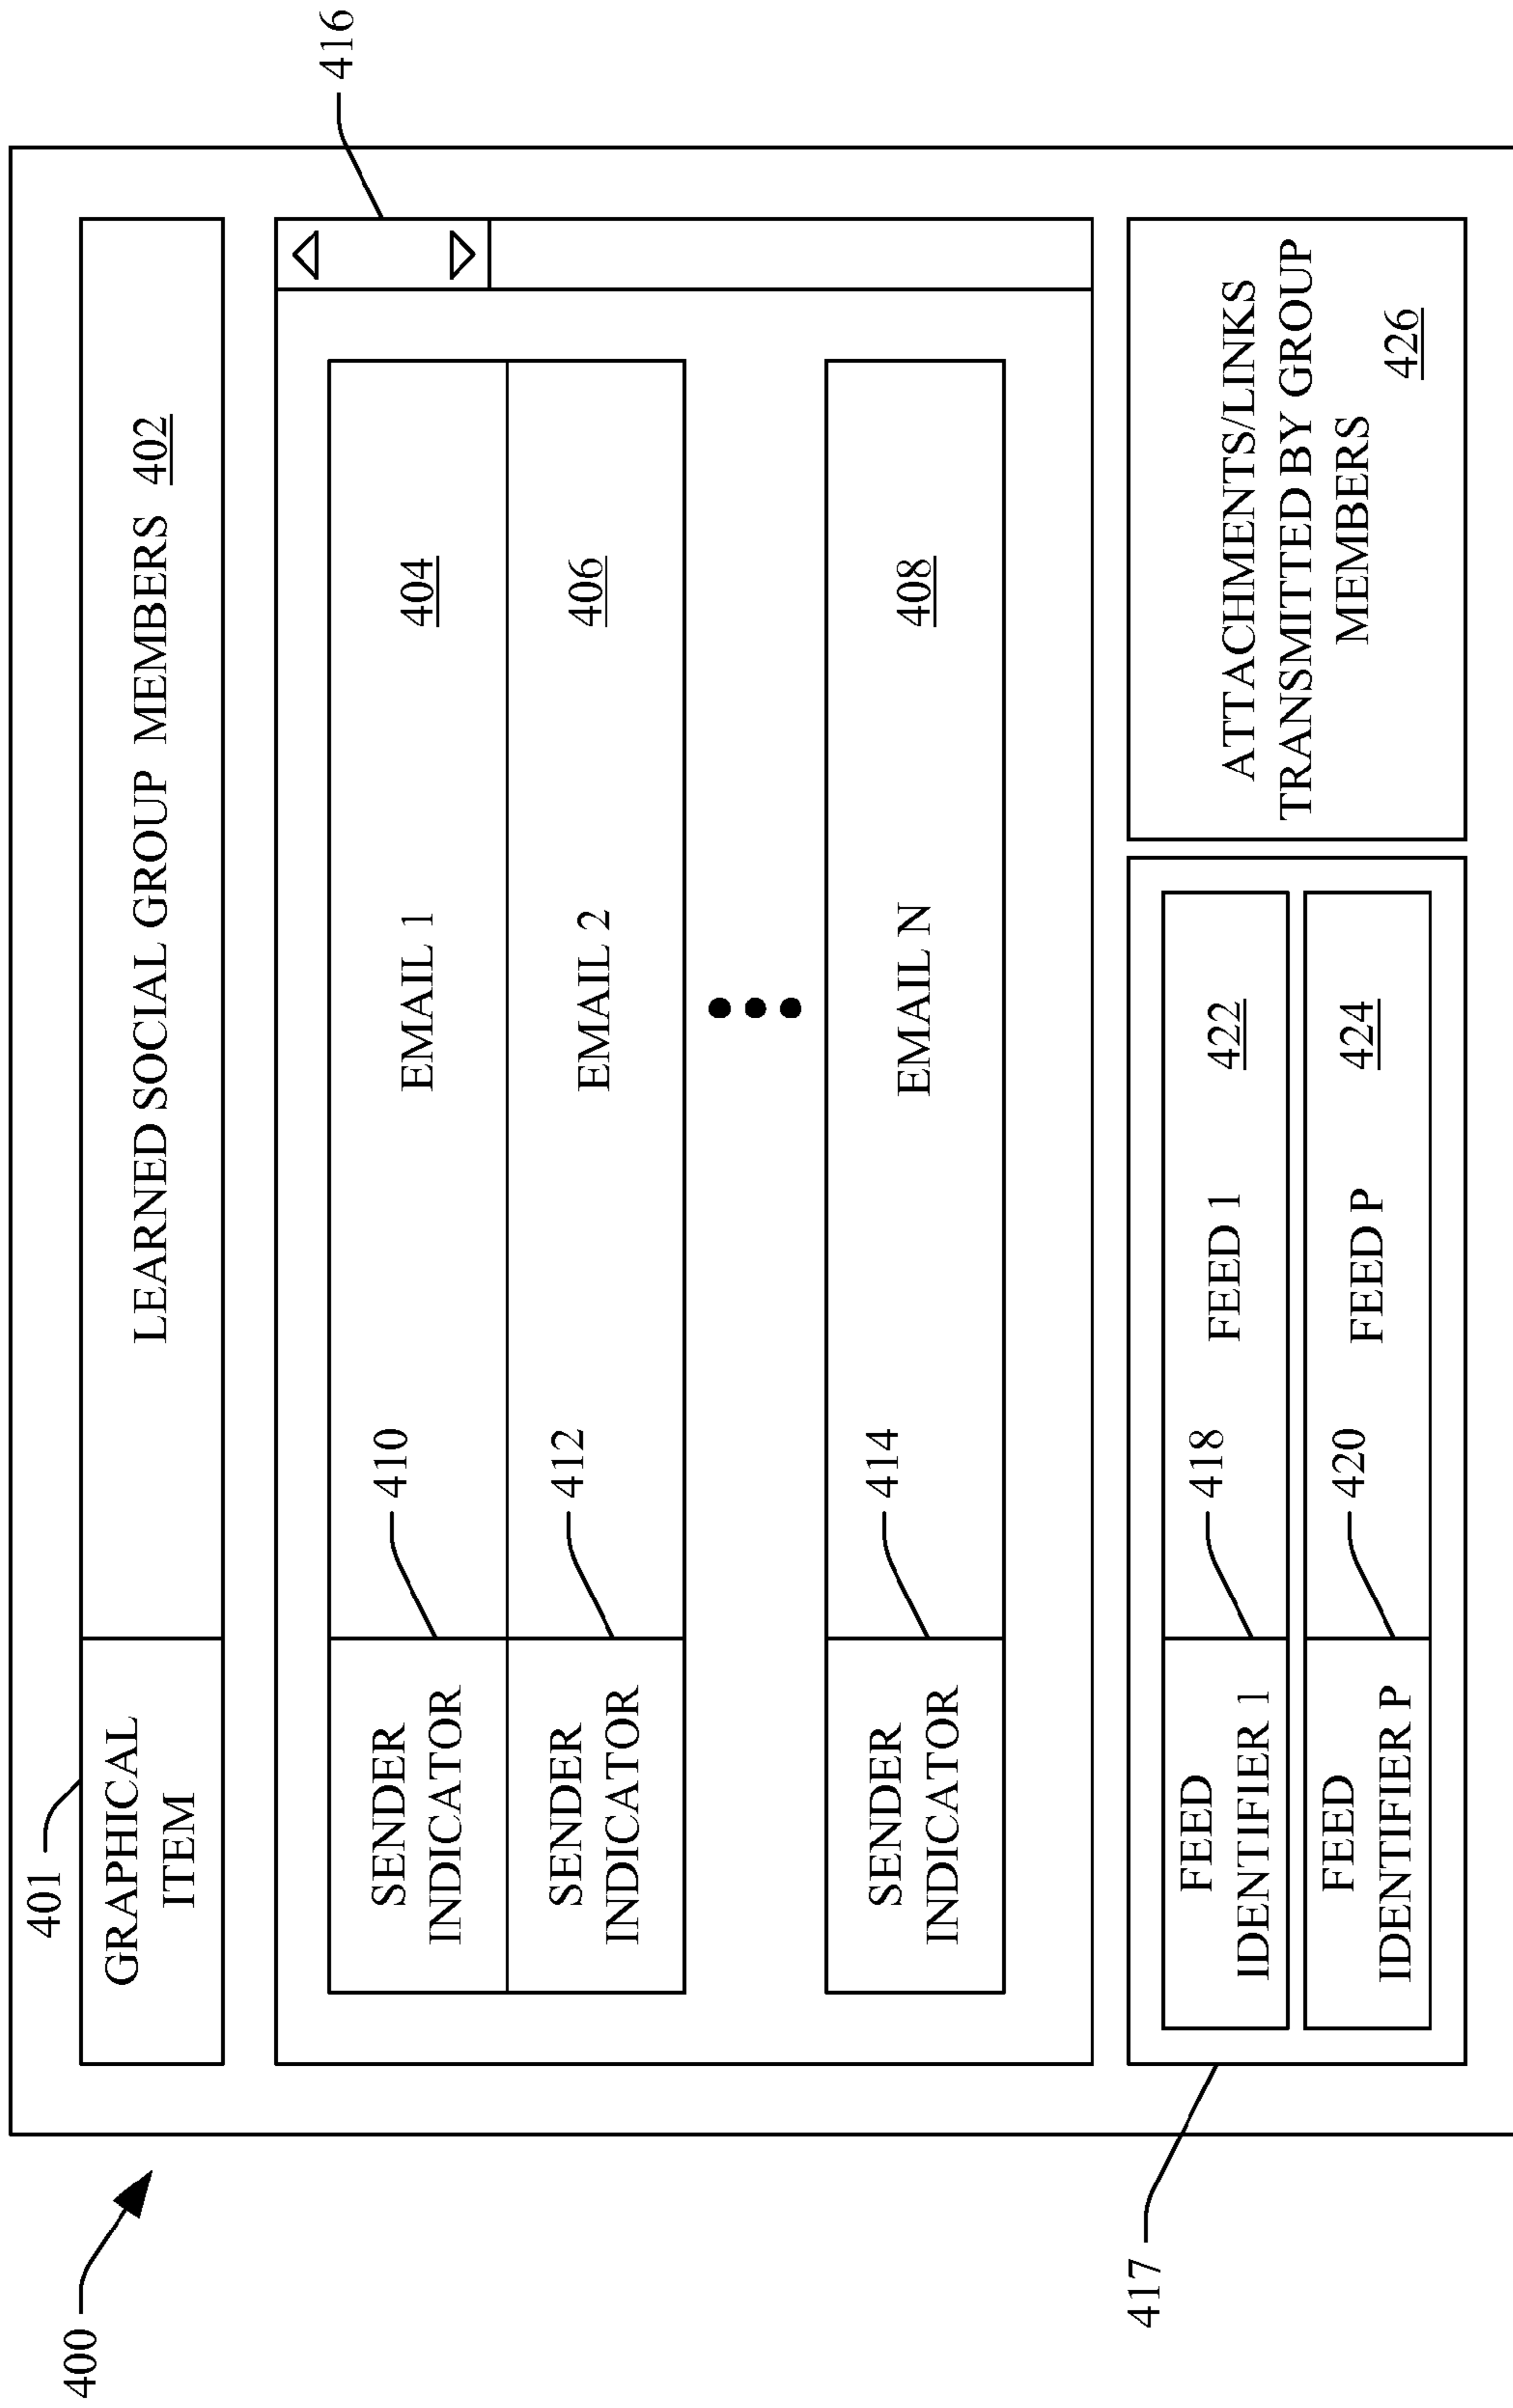 400
401
GRAPHICAL
ITEM
LEARNED SOCIAL GROUP MEMBERS 402
416
SENDER
INDICATOR
410
EMAIL 1
404
SENDER
INDICATOR
412
EMAIL 2
406
SENDER
INDICATOR
414
EMAIL N
408
417
FEED
IDENTIFIER 1
418
FEED 1
422
FEED
IDENTIFIER P
420
FEED P
424
ATTACHMENTS/LINKS
TRANSMITTED BY GROUP
MEMBERS
426